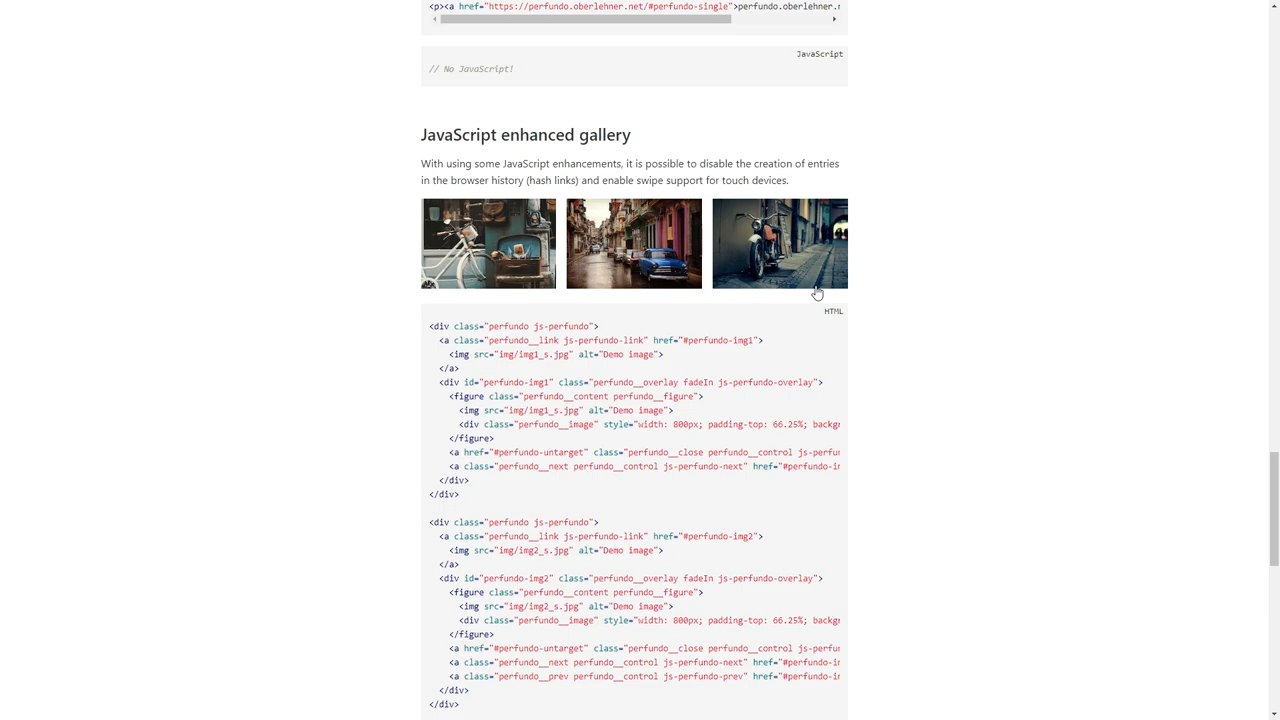 <p><a href="https://perfundo.oberlehner.net/#perfundo-single">perfundo.oberlehner.
JavaScript
// No JavaScript!
JavaScript enhanced gallery
With using some JavaScript enhancements, it is possible to disable the creation of entries
in the browser history (hash links) and enable swipe support for touch devices.
HTML
<div class="perfundo js-perfundo">
<a class="perfundo__link js-perfundo-link" href="#perfundo-img1">
<img src="img/img1_s.jpg" alt="Demo image">
</a>
<div id="perfundo-img1" class="perfundo__overlay fadeIn js-perfundo-overlay">
<figure class="perfundo__content perfundo__figure">
<img src="img/img1_s.jpg" alt="Demo image">
<div class="perfundo__image" style="width: 800px; padding-top: 66.25%; backgr
</figure>
<a href="#perfundo-untarget" class="perfundo__close perfundo__control js-perfun
<a class="perfundo__next perfundo__control js-perfundo-next" href="#perfundo-im
</div>
</div>
<div class="perfundo js-perfundo">
<a class="perfundo__link js-perfundo-link" href="#perfundo-img2">
<img src="img/img2_s.jpg" alt="Demo image">
</a>
<div id="perfundo-img2" class="perfundo__overlay fadeIn js-perfundo-overlay">
<figure class="perfundo__content perfundo__figure">
<img src="img/img2_s.jpg" alt="Demo image">
<div class="perfundo__image" style="width: 800px; padding-top: 66.25%; backgr
</figure>
<a href="#perfundo-untarget" class="perfundo__close perfundo__control js-perfun
<a class="perfundo__next perfundo__control js-perfundo-next" href="#perfundo-im
<a class="perfundo__prev perfundo__control js-perfundo-prev" href="#perfundo-im
</div>
</div>